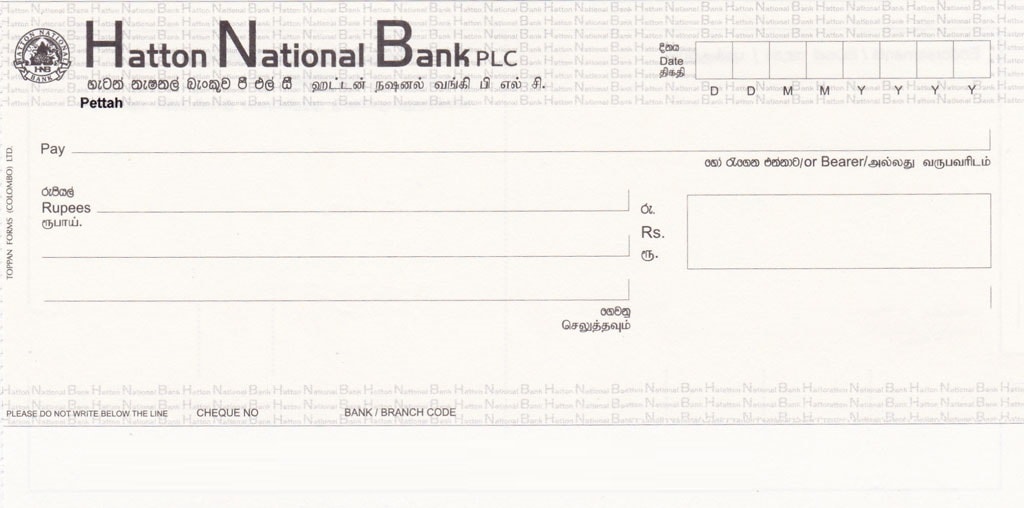 HATTON NATIONAL BANK
HNB
Hatton National Bank PLC
හැටන් නැෂනල් බෑංකුව පී එල් සී ஹட்டன் நஷனல் வங்கி பி எல் சி.
Pettah
දිනය
Date
திகதி
D D M M Y Y Y Y
Pay
හෝ රැගෙන එන්නාට/or Bearer/அல்லது வருபவரிடம்
රුපියල්
Rupees
ரூபாய்.
රු.
Rs.
ரூ.
ගෙවනු
செலுத்தவும்
TOPPAN FORMS (COLOMBO) LTD.
PLEASE DO NOT WRITE BELOW THE LINE CHEQUE NO BANK / BRANCH CODE